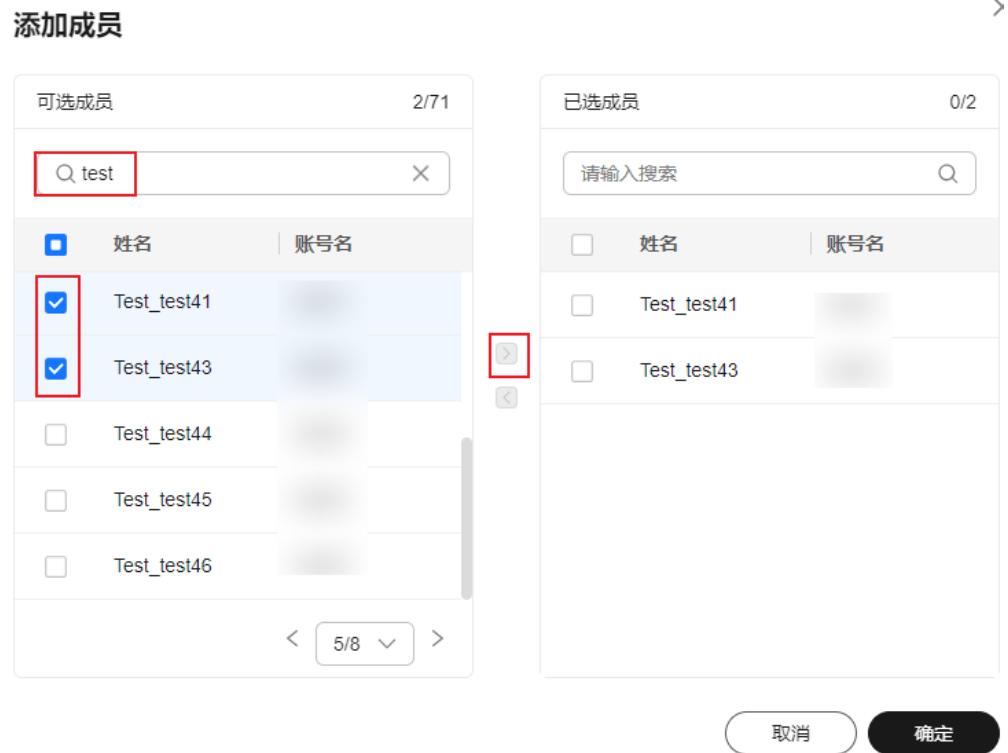 添加成员
可选成员 2/71
test
姓名 账号名
Test_test41
Test_test43
Test_test44
Test_test45
Test_test46
5/8
已选成员 0/2
请输入搜索
姓名 账号名
Test_test41
Test_test43
取消 确定